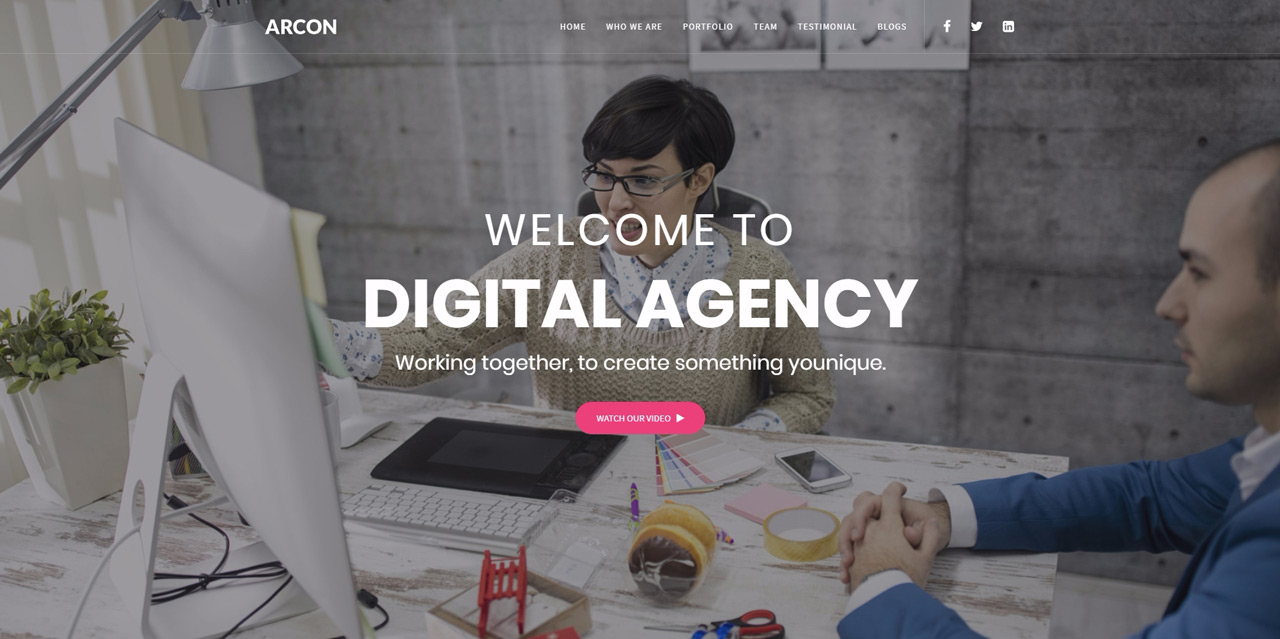 ARCON
HOME WHO WE ARE PORTFOLIO TEAM TESTIMONIAL BLOGS
WELCOME TO
DIGITAL AGENCY
Working together, to create something younique.
WATCH OUR VIDEO